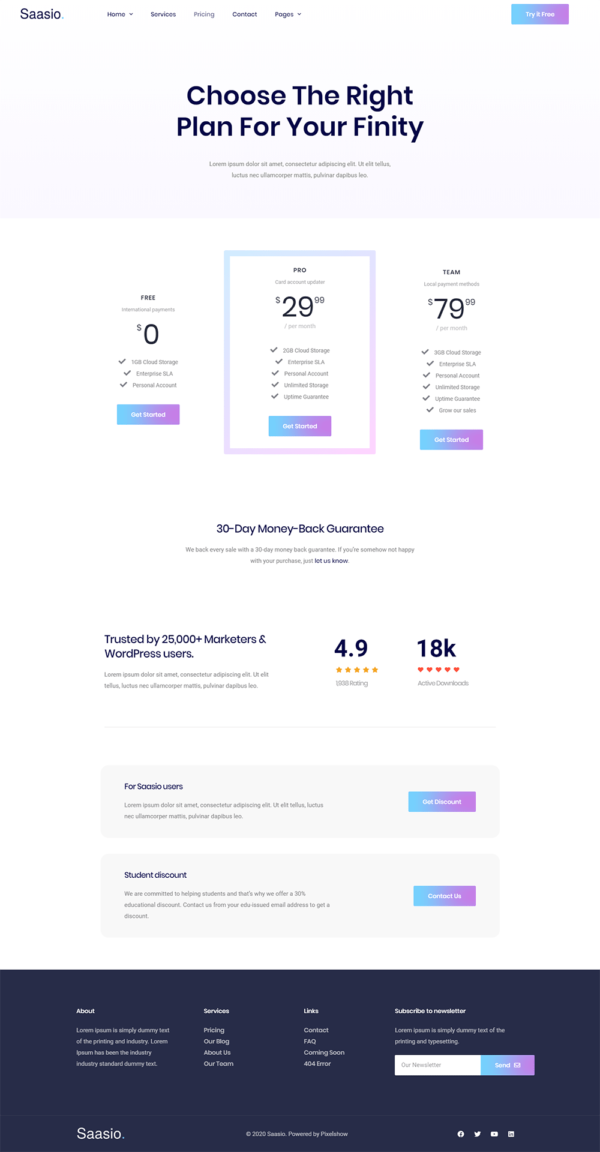 Saasio.
Home
Services
Pricing
Contact
Pages
Try It Free
Choose The Right
Plan For Your Finity
Lorem ipsum dolor sit amet, consectetur adipiscing elit. Ut elit tellus,
luctus nec ullamcorper mattis, pulvinar dapibus leo.
FREE
International payments
$0
1GB Cloud Storage
Enterprise SLA
Personal Account
Get Started
PRO
Card account updater
$29 99
/ per month
2GB Cloud Storage
Enterprise SLA
Personal Account
Unlimited Storage
Uptime Guarantee
Get Started
TEAM
Local payment methods
$79 99
/ per month
3GB Cloud Storage
Enterprise SLA
Personal Account
Unlimited Storage
Uptime Guarantee
Grow our sales
Get Started
30-Day Money-Back Guarantee
We back every sale with a 30-day money back guarantee. If you're somehow not happy
with your purchase, just let us know.
Trusted by 25,000+ Marketers &
WordPress users.
Lorem ipsum dolor sit amet, consectetur adipiscing elit. Ut elit
tellus, luctus nec ullamcorper mattis, pulvinar dapibus leo.
4.9
Rating
18k
Active Downloads
For Saasio users
Lorem ipsum dolor sit amet, consectetur adipiscing elit. Ut elit tellus, luctus
nec ullamcorper mattis, pulvinar dapibus leo.
Get Discount
Student discount
We are committed to helping students and that's why we offer a 30%
educational discount. Contact us from your edu-issued email address to get a
discount.
Contact Us
About
Lorem ipsum is simply dummy text
of the printing and industry. Lorem
Ipsum has been the industry
industry standard dummy text.
Services
Pricing
Our Blog
About Us
Our Team
Links
Contact
FAQ
Coming Soon
404 Error
Subscribe to newsletter
Lorem ipsum is simply dummy text of the
printing and typesetting.
Our Newsletter
Send
Saasio.
© 2020 Saasio. Powered by Pixelshow